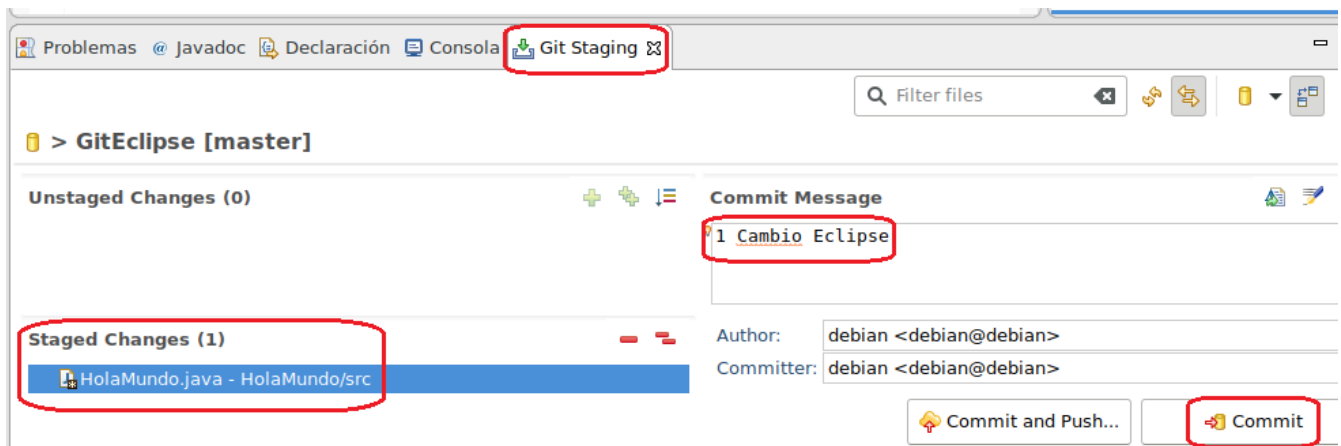 Problemas @ Javadoc Declaración Consola Git Staging
Filter files
> GitEclipse [master]
Unstaged Changes (0)
Commit Message
1 Cambio Eclipse
Staged Changes (1)
HolaMundo.java - HolaMundo/src
Author: debian <debian@debian>
Committer: debian <debian@debian>
Commit and Push... Commit